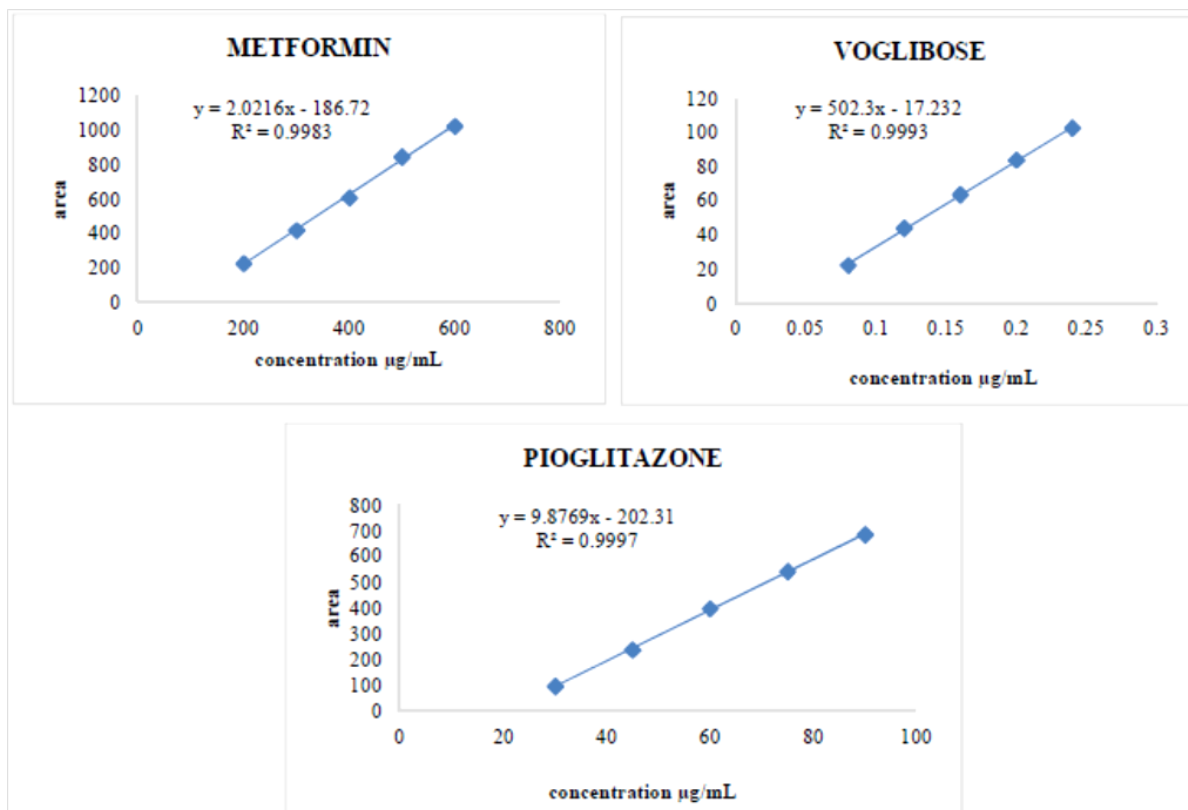 METFORMIN
y = 2.0216x - 186.72
R² = 0.9983
1200
1000
800
600
400
200
0
area
0 200 400 600 800
concentration µg/mL
VOGLIBOSE
y = 502.3x - 17.232
R² = 0.9993
120
100
80
60
40
20
0
area
0 0.05 0.1 0.15 0.2 0.25 0.3
concentration µg/mL
PIOGLITAZONE
y = 9.8769x - 202.31
R² = 0.9997
800
700
600
500
400
300
200
100
0
area
0 20 40 60 80 100
concentration µg/mL